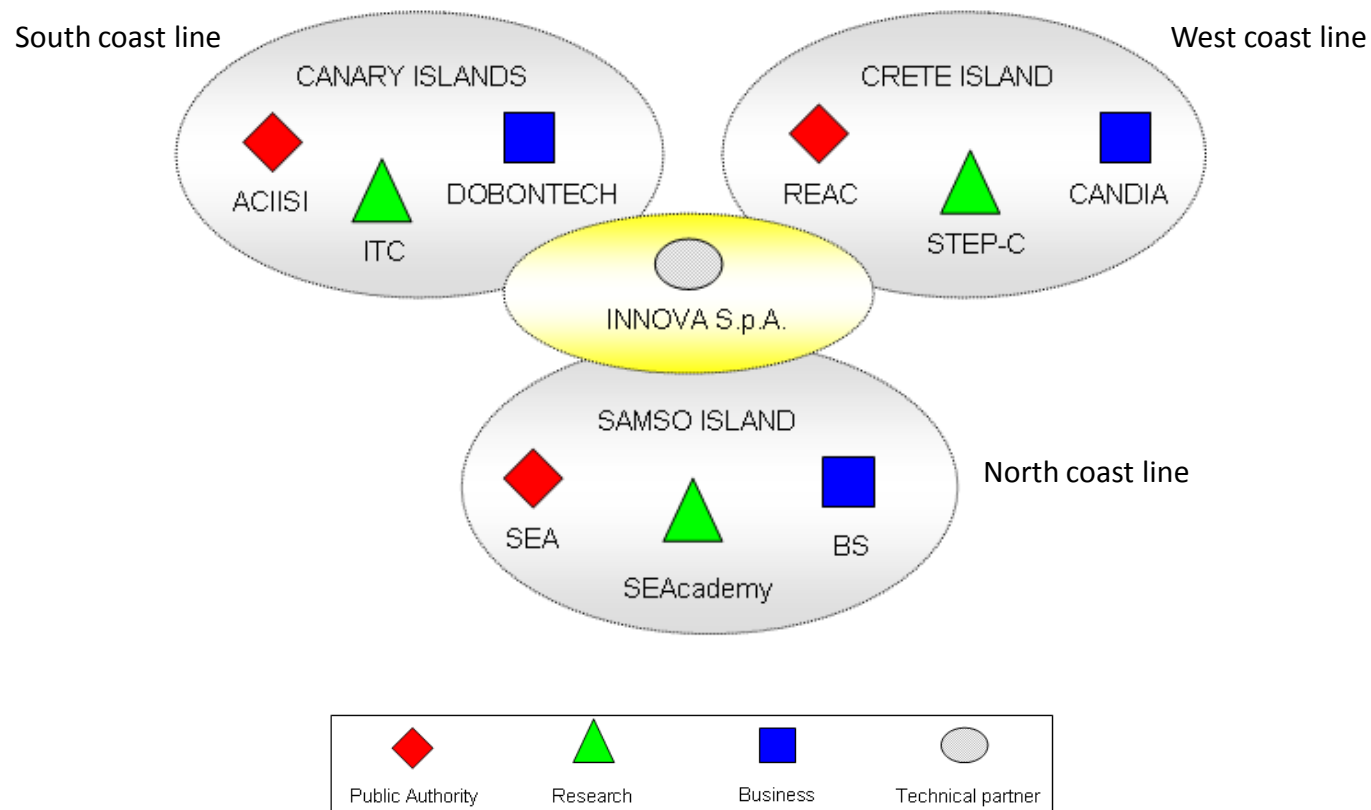 South coast line
West coast line
CANARY ISLANDS
CRETE ISLAND
ACIISI
DOBONTECH
REAC
CANDIA
ITC
STEP-C
INNOVA S.p.A.
SAMSO ISLAND
North coast line
SEA
BS
SEAcademy
Public Authority
Research
Business
Technical partner